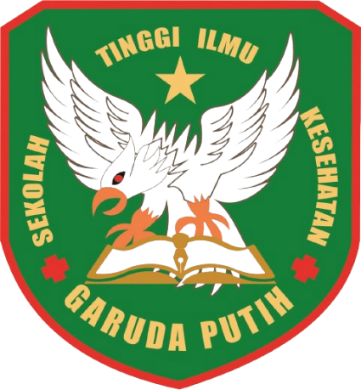 SEKOLAH
TINGGI ILMU
KESEHATAN
GARUDA PUTIH